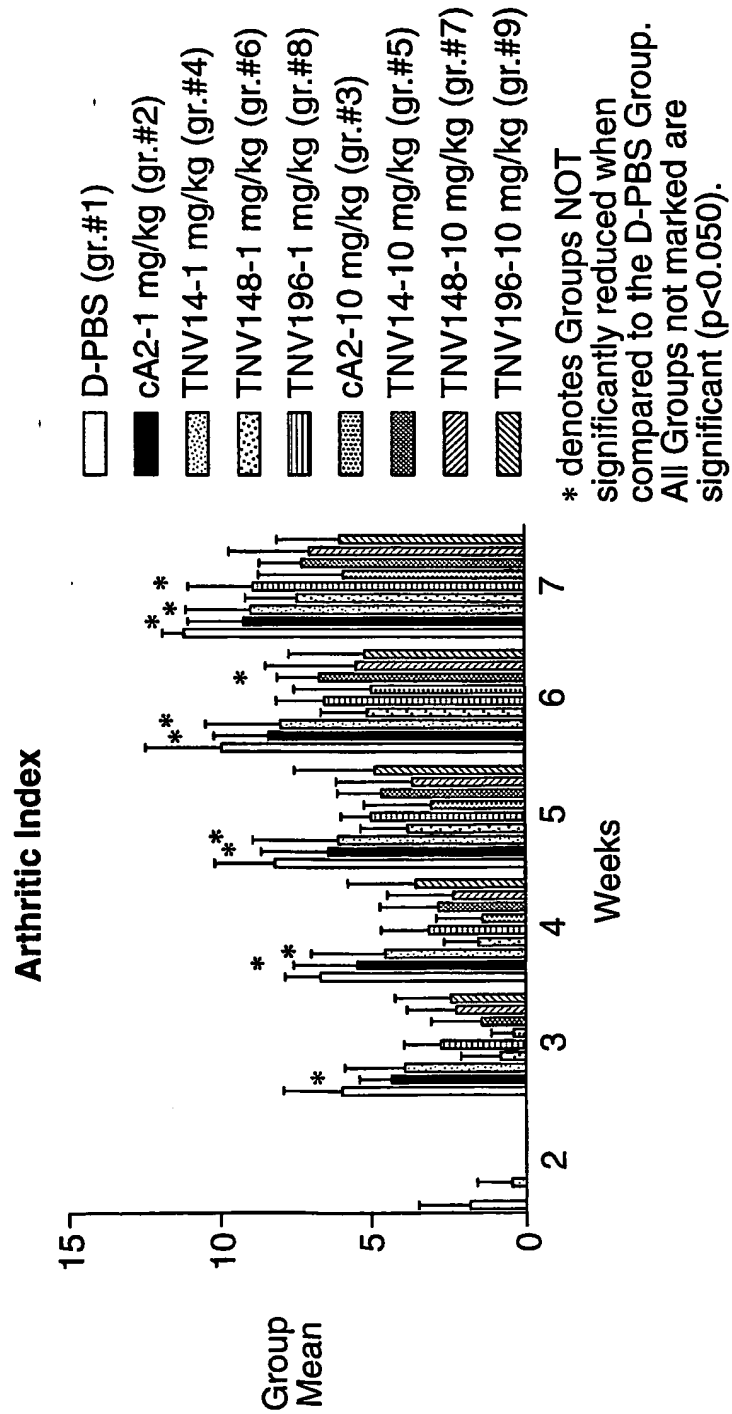 Arthritic Index
15
10
5
0
Group
Mean
2
3
4
5
6
7
Weeks
*
*
*
*
*
*
*
*
*
*
*
D-PBS (gr.#1)
cA2-1 mg/kg (gr.#2)
TNV14-1 mg/kg (gr.#4)
TNV148-1 mg/kg (gr.#6)
TNV196-1 mg/kg (gr.#8)
cA2-10 mg/kg (gr.#3)
TNV14-10 mg/kg (gr.#5)
TNV148-10 mg/kg (gr.#7)
TNV196-10 mg/kg (gr.#9)
* denotes Groups NOT
significantly reduced when
compared to the D-PBS Group.
All Groups not marked are
significant (p<0.050).